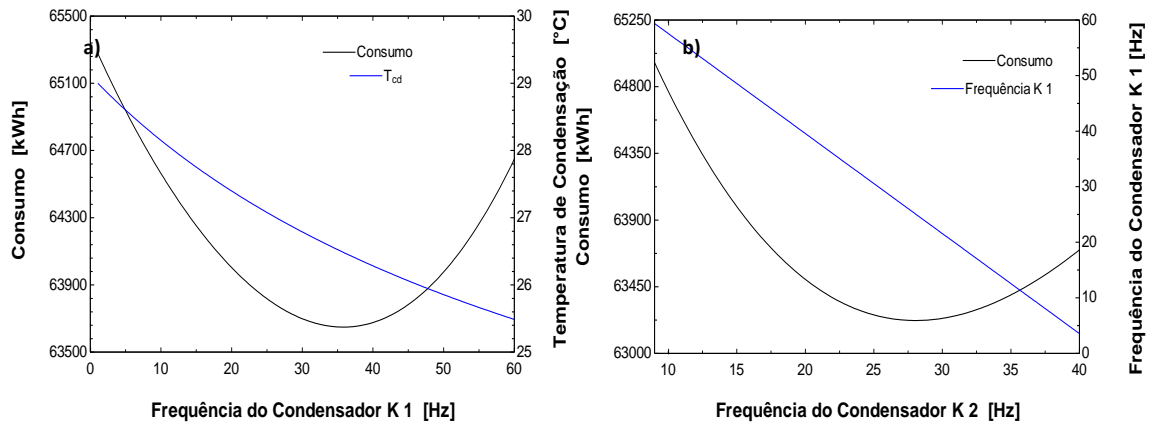 a)
Consumo
T_cd
65500
65100
64700
64300
63900
63500
30
29
28
27
26
25
0 10 20 30 40 50 60
Consumo [kWh]
Temperatura de Condensação [°C]
Frequência do Condensador K 1 [Hz]
b)
Consumo
Frequência K 1
65250
64800
64350
63900
63450
63000
60
50
40
30
20
10
0
10 15 20 25 30 35 40
Consumo [kWh]
Frequência do Condensador K 1 [Hz]
Frequência do Condensador K 2 [Hz]